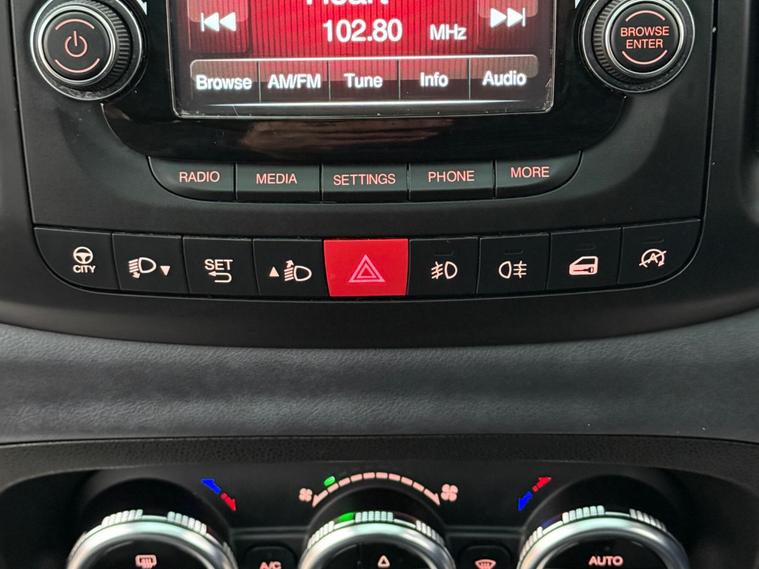 Heart
102.80 MHz
Browse AM/FM Tune Info Audio
BROWSE
ENTER
RADIO MEDIA SETTINGS PHONE MORE
CITY
SET
A
A/C
AUTO